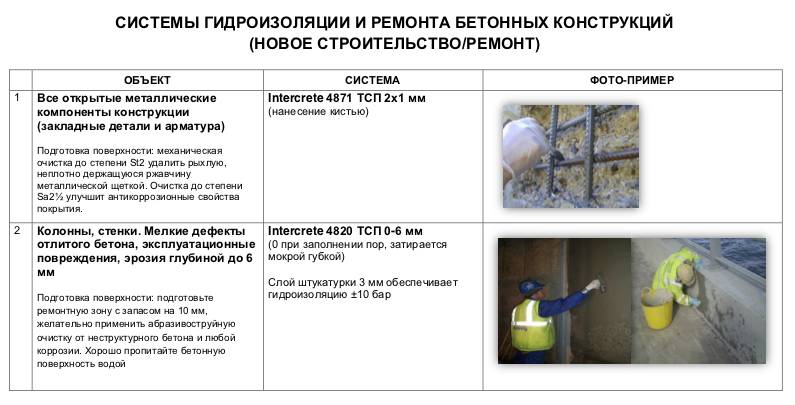 СИСТЕМЫ ГИДРОИЗОЛЯЦИИ И РЕМОНТА БЕТОННЫХ КОНСТРУКЦИЙ
(НОВОЕ СТРОИТЕЛЬСТВО/РЕМОНТ)
ОБЪЕКТ
СИСТЕМА
ФОТО-ПРИМЕР
1
Все открытые металлические
компоненты конструкции
(закладные детали и арматура)
Подготовка поверхности: механическая
очистка до степени St2 удалить рыхлую,
неплотно держащуюся ржавчину
металлической щеткой. Очистка до степени
Sa2½ улучшит антикоррозионные свойства
покрытия.
Intercrete 4871 ТСП 2х1 мм
(нанесение кистью)
2
Колонны, стенки. Мелкие дефекты
отлитого бетона, эксплуатационные
повреждения, эрозия глубиной до 6
мм
Подготовка поверхности: подготовьте
ремонтную зону с запасом на 10 мм,
желательно применить абразивоструйную
очистку от неструктурного бетона и любой
коррозии. Хорошо пропитайте бетонную
поверхность водой
Intercrete 4820 ТСП 0-6 мм
(0 при заполнении пор, затирается
мокрой губкой)
Слой штукатурки 3 мм обеспечивает
гидроизоляцию ±10 бар